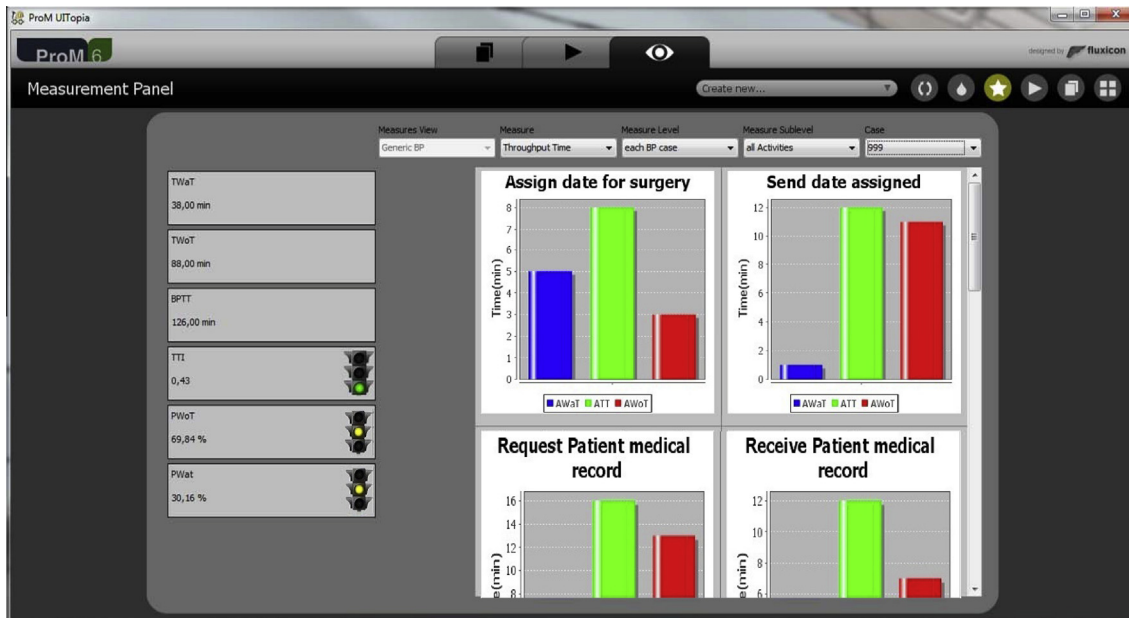 ProM UITopia
ProM 6
designed by fluxicon
Measurement Panel
Create new...
Measures View
Measure
Measure Level
Measure Sublevel
Case
Generic BP
Throughput Time
each BP case
all Activities
999
TWaT
38,00 min
TWoT
88,00 min
BPTT
126,00 min
TTI
0,43
PWoT
69,84 %
PWat
30,16 %
Assign date for surgery
8
7
6
5
4
3
2
1
0
Time(min)
AWaT ATT AWoT
Send date assigned
12
10
8
6
4
2
0
Time(min)
AWaT ATT AWoT
Request Patient medical
record
16
14
12
10
8
e(min)
Receive Patient medical
record
12
10
8
6
e(min)